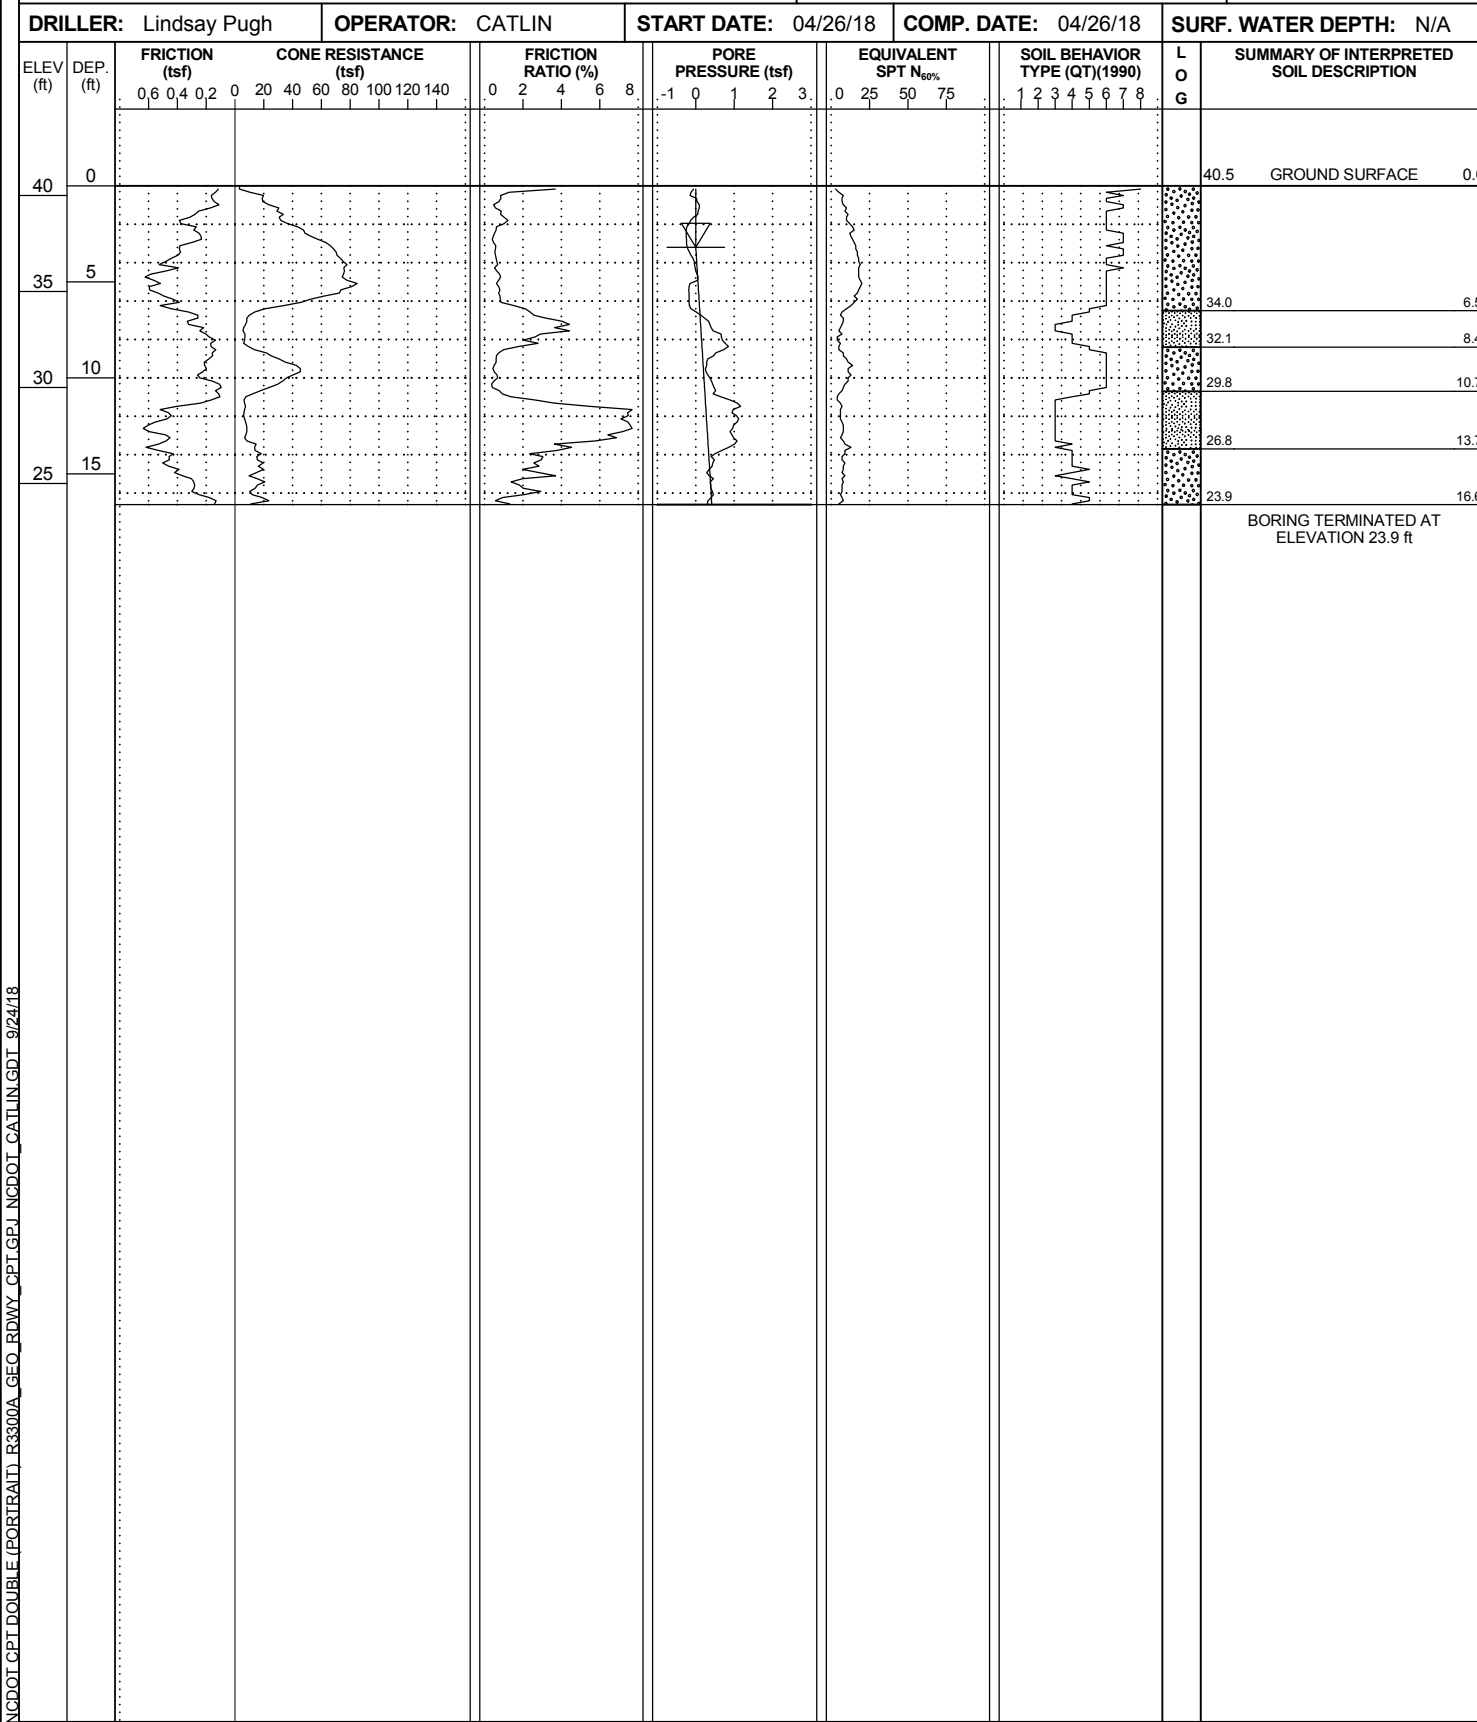 DRILLER: Lindsay Pugh OPERATOR: CATLIN START DATE: 04/26/18 COMP. DATE: 04/26/18 SURF. WATER DEPTH: N/A
ELEV (ft)
DEP. (ft)
FRICTION (tsf)
0.6 0.4 0.2 0
CONE RESISTANCE (tsf)
20 40 60 80 100 120 140
FRICTION RATIO (%)
0 2 4 6 8
PORE PRESSURE (tsf)
-1 0 1 2 3
EQUIVALENT SPT N60%
0 25 50 75
SOIL BEHAVIOR TYPE (QT)(1990)
1 2 3 4 5 6 7 8
L O G
SUMMARY OF INTERPRETED SOIL DESCRIPTION
40.5 GROUND SURFACE
40 0
35 5
34.0
32.1
30 10
29.8
26.8
25 15
23.9
BORING TERMINATED AT
ELEVATION 23.9 ft
NCDOT CPT DOUBLE (PORTRAIT) R3300A_GEO_RDWY_CPT.GPJ NCDOT_CATLIN.GDT 9/24/18